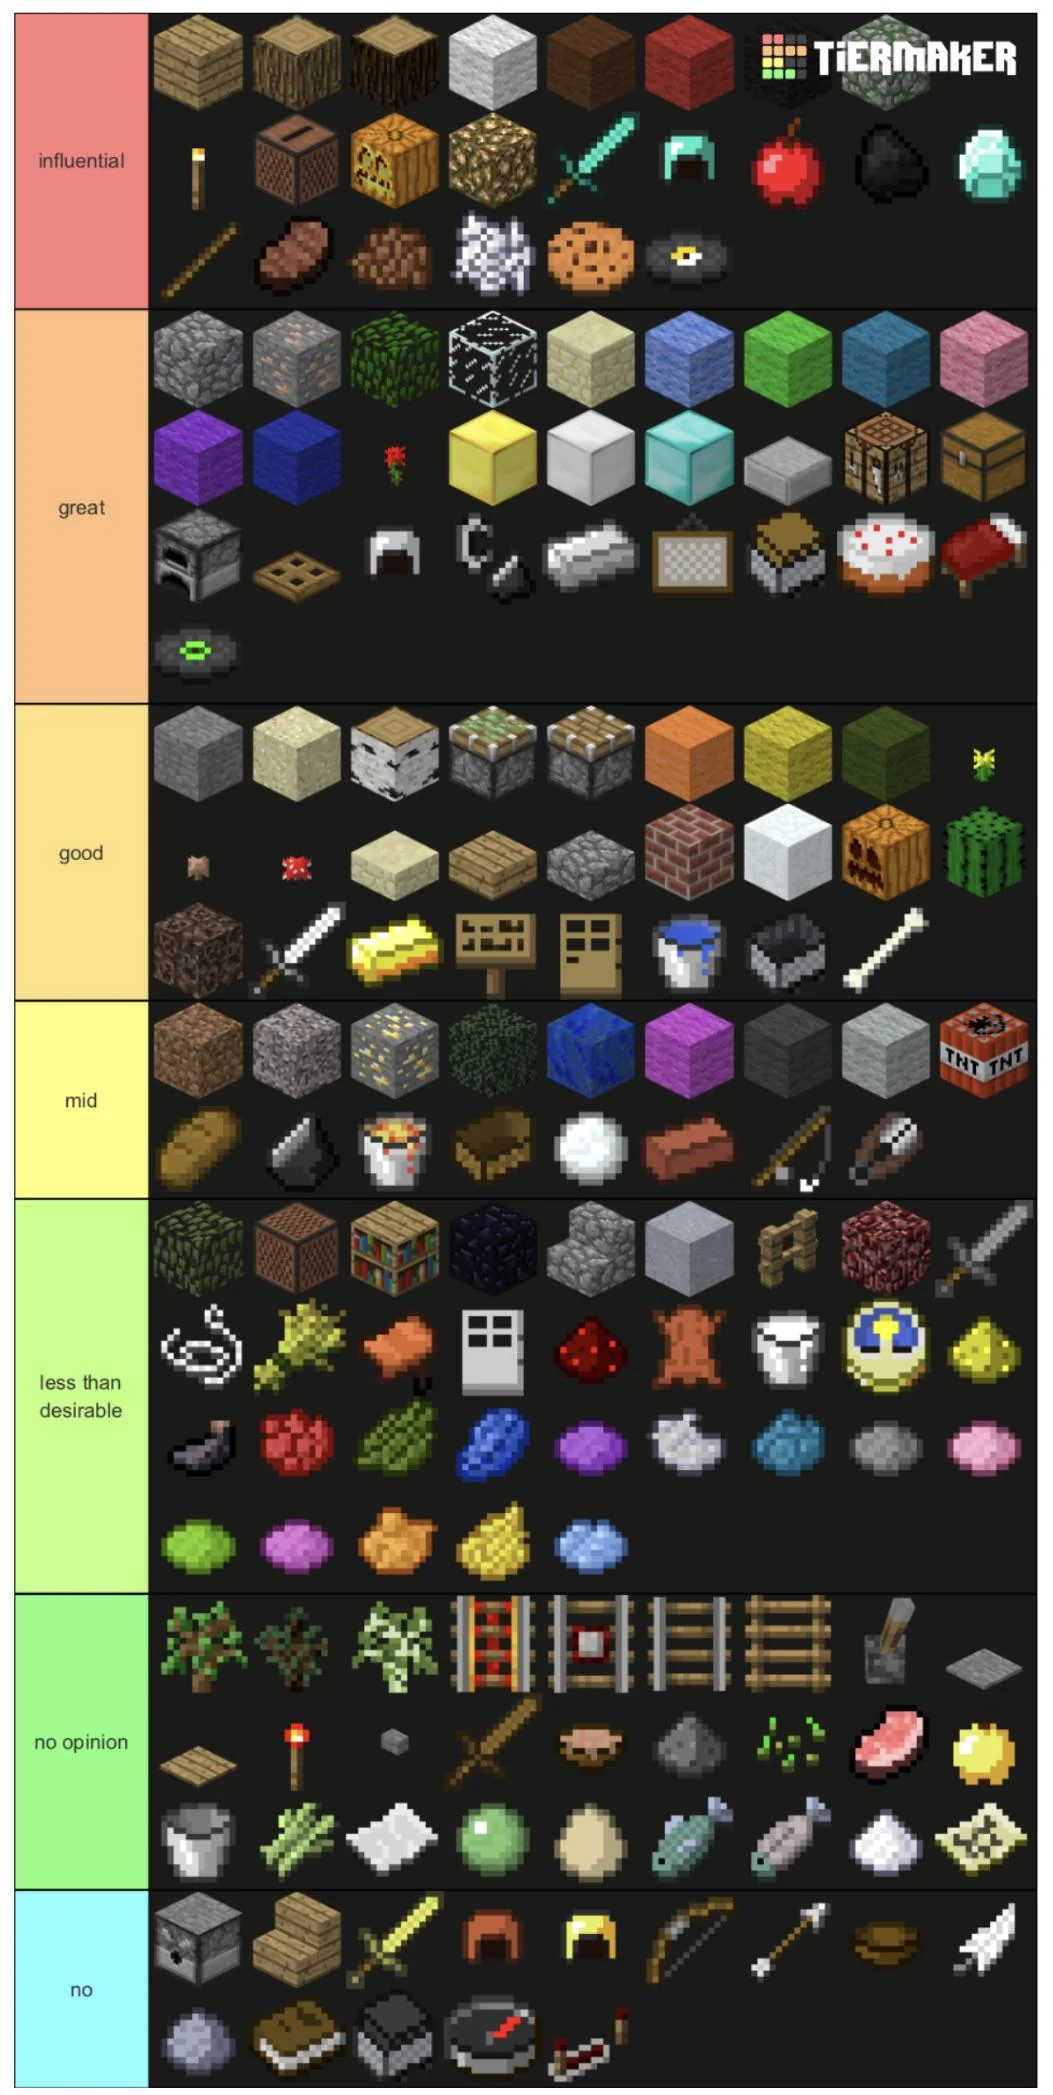 influential
TiERMAKER
great
good
mid
TNT TNT
less than
desirable
no opinion
no